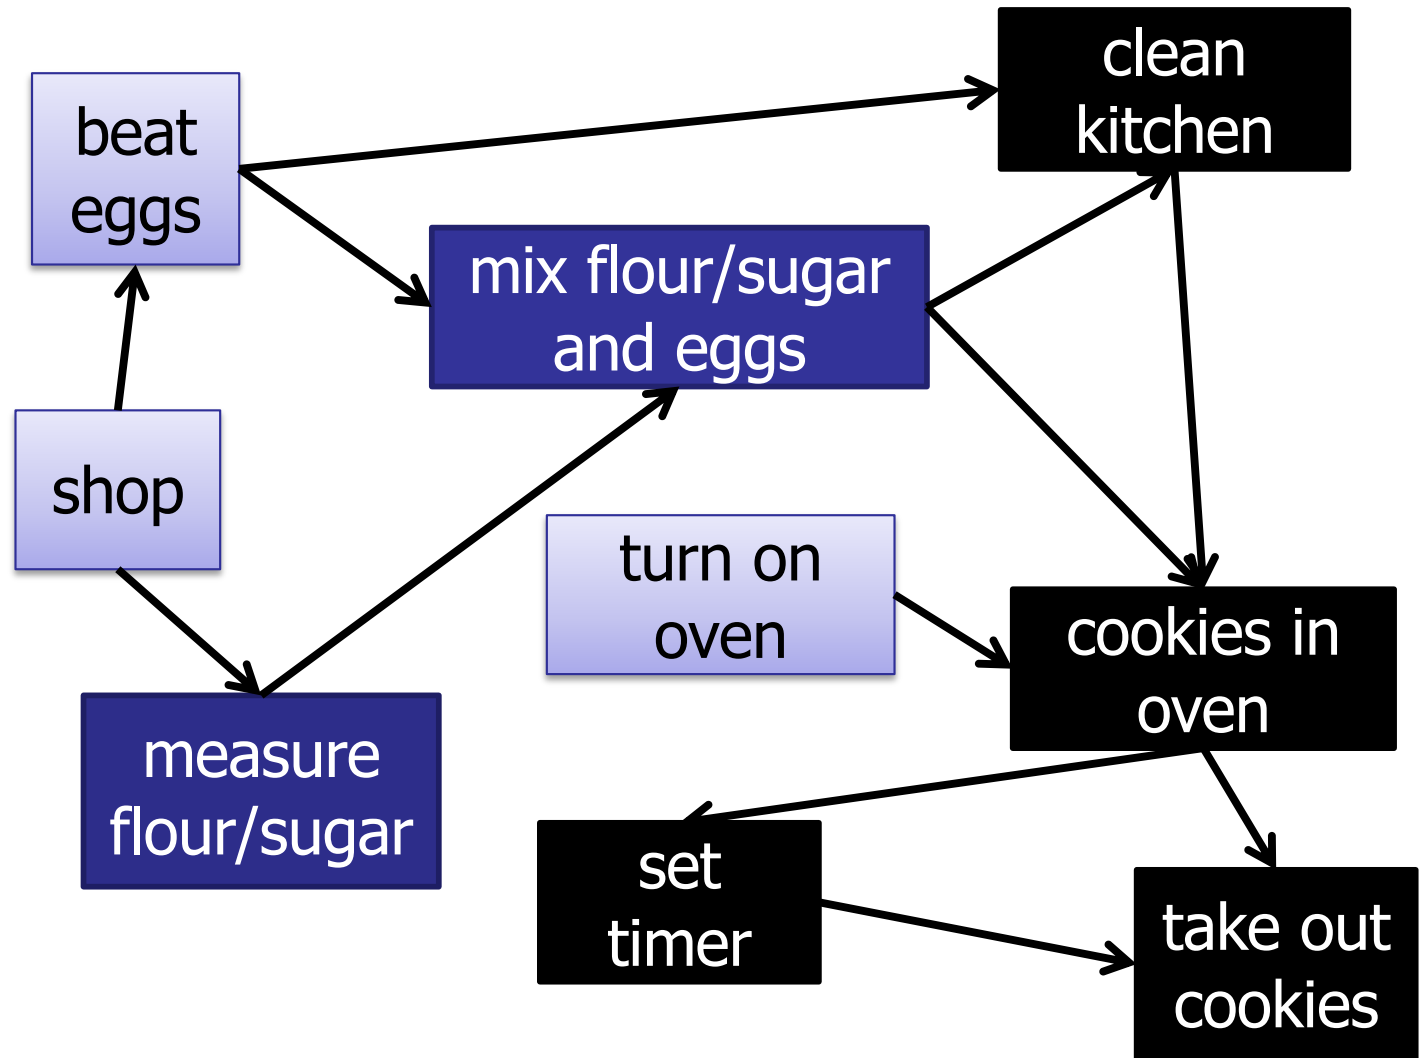 clean
kitchen
beat
eggs
mix flour/sugar
and eggs
shop
turn on
oven
cookies in
oven
measure
flour/sugar
set
timer
take out
cookies